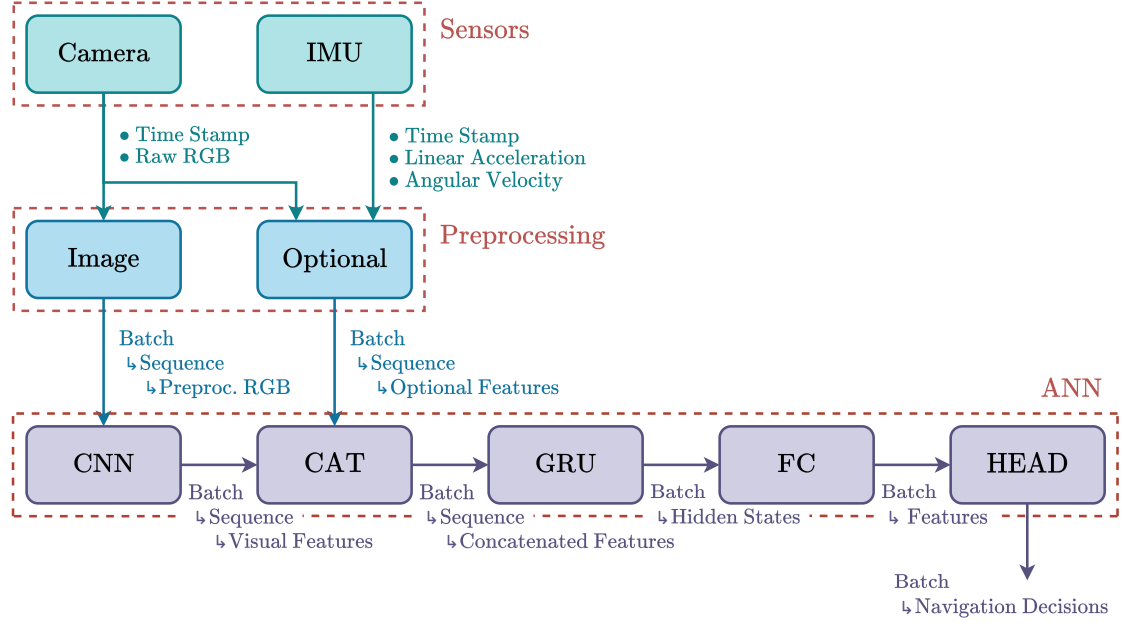 Camera
IMU
Sensors
● Time Stamp
● Raw RGB
● Time Stamp
● Linear Acceleration
● Angular Velocity
Image
Optional
Preprocessing
Batch
↳Sequence
↳Preproc. RGB
Batch
↳Sequence
↳Optional Features
ANN
CNN
CAT
GRU
FC
HEAD
Batch
↳Sequence
↳Visual Features
Batch
↳Sequence
↳Concatenated Features
Batch
↳Hidden States
Batch
↳ Features
Batch
↳Navigation Decisions